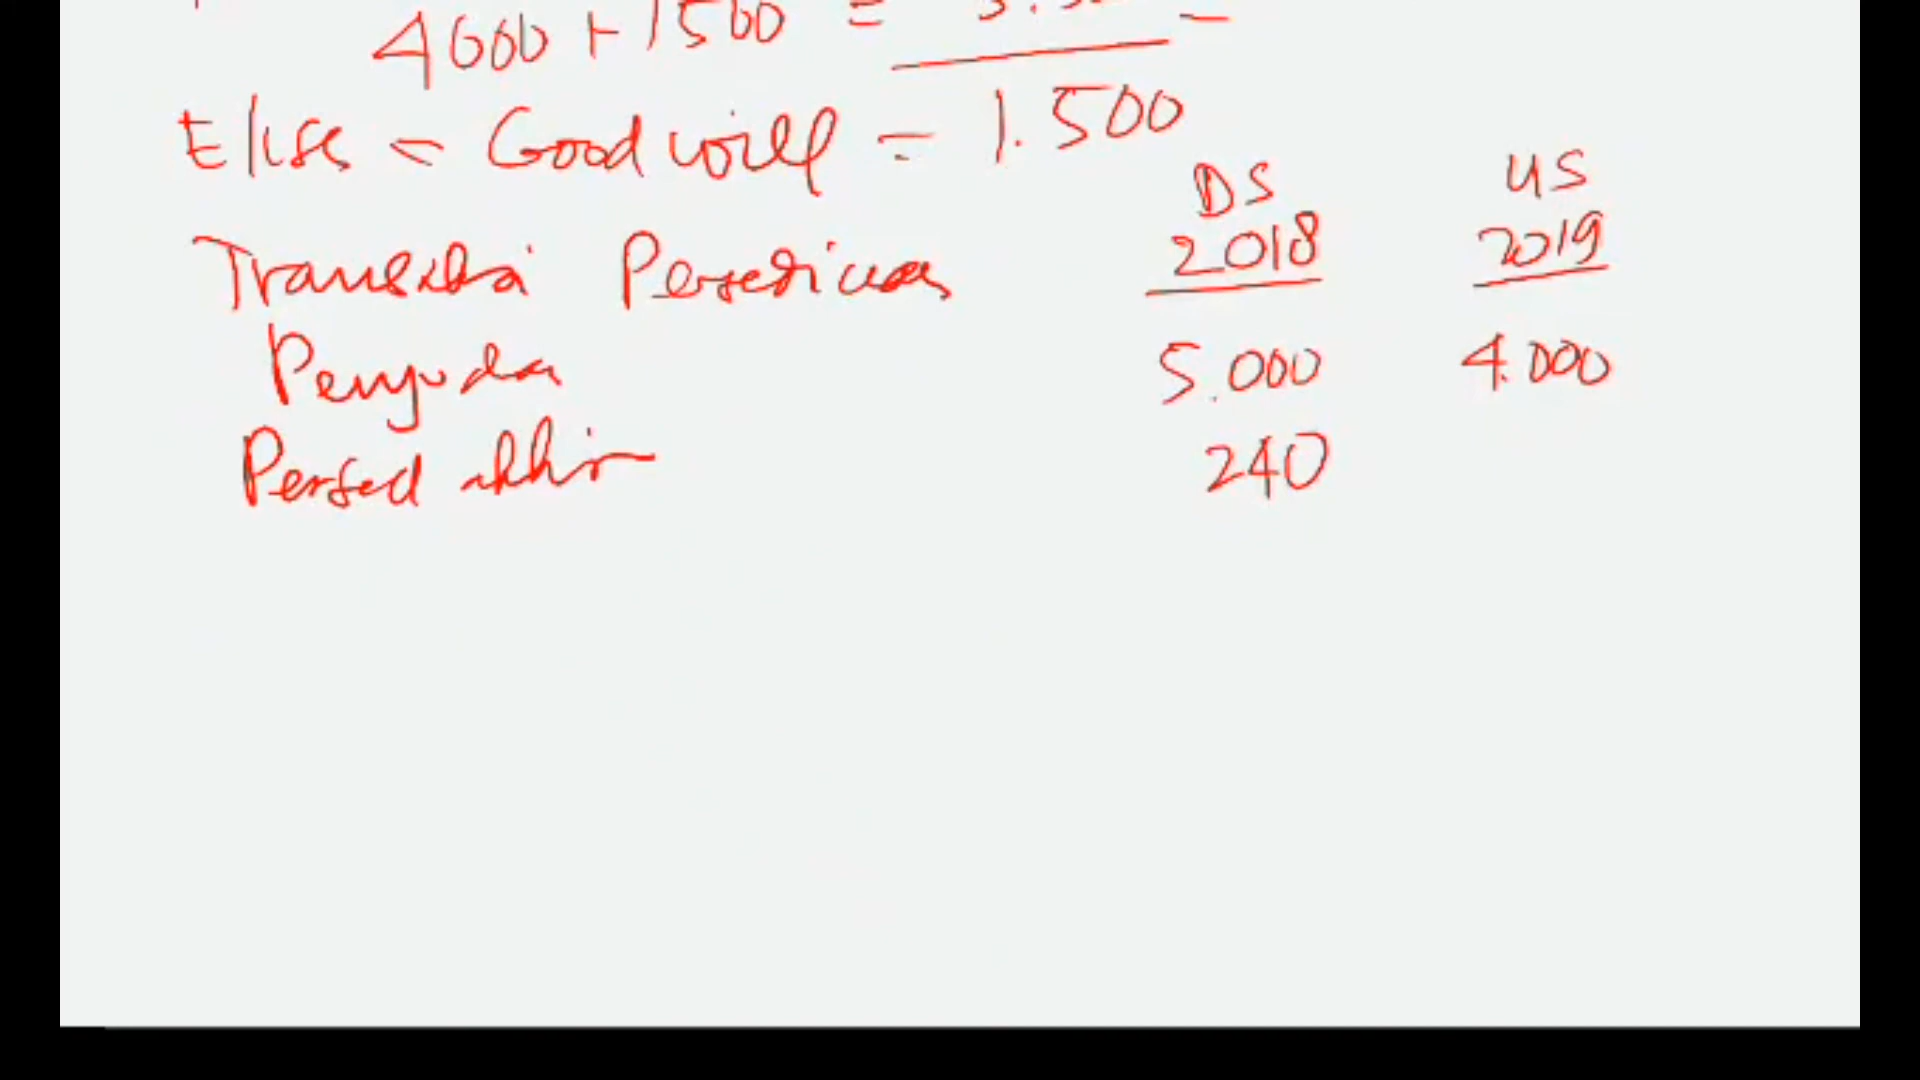 4000 + 1500 =
Elise = Goodwill = 1.500
DS US
Transaksi Persediaan 2018 2019
Penjuda 5.000 4.000
Persed akhir 240